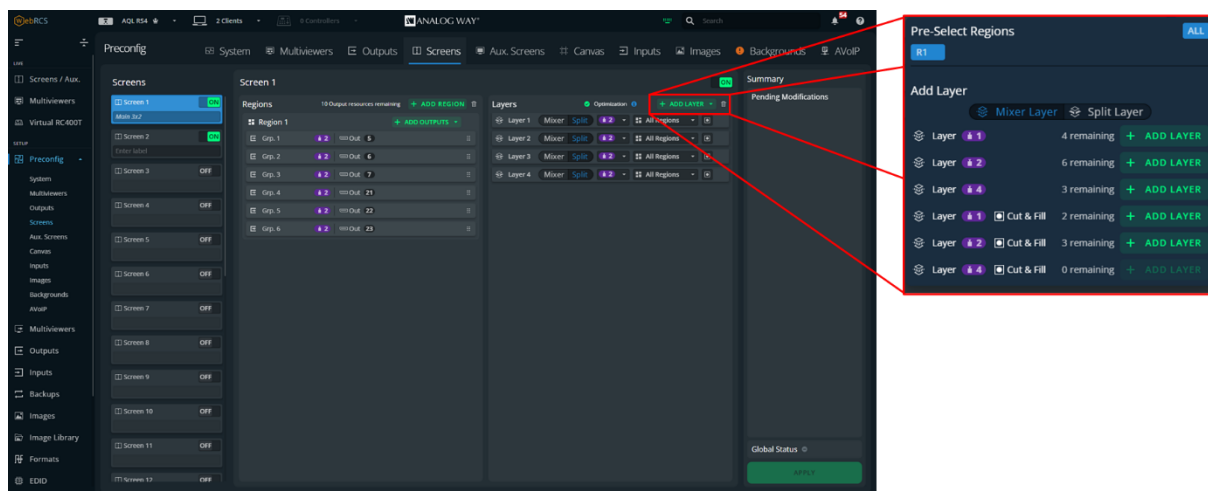 WebRCS
AQL RS4
2 Clients
0 Controllers
ANALOG WAY®
Search
54
LIVE
Screens / Aux.
Multiviewers
Virtual RC400T
SETUP
Preconfig
System
Multiviewers
Outputs
Screens
Aux. Screens
Canvas
Inputs
Images
Backgrounds
AVoIP
Multiviewers
Outputs
Inputs
Backups
Images
Image Library
Formats
EDID
Preconfig
System
Multiviewers
Outputs
Screens
Aux. Screens
Canvas
Inputs
Images
Backgrounds
AVoIP
Screens
Screen 1 ON
Main 3x2
Screen 2 ON
Enter label
Screen 3 OFF
Screen 4 OFF
Screen 5 OFF
Screen 6 OFF
Screen 7 OFF
Screen 8 OFF
Screen 9 OFF
Screen 10 OFF
Screen 11 OFF
Screen 12 OFF
Screen 1 ON
Regions 10 Output resources remaining + ADD REGION
Region 1 + ADD OUTPUTS
Grp. 1 2 Out 5
Grp. 2 2 Out 6
Grp. 3 2 Out 7
Grp. 4 2 Out 21
Grp. 5 2 Out 22
Grp. 6 2 Out 23
Layers Optimization + ADD LAYER
Layer 1 Mixer Split 2 All Regions
Layer 2 Mixer Split 2 All Regions
Layer 3 Mixer Split 2 All Regions
Layer 4 Mixer Split 2 All Regions
Summary
Pending Modifications
Global Status
APPLY
Pre-Select Regions ALL
R1
Add Layer
Mixer Layer Split Layer
Layer 1 4 remaining + ADD LAYER
Layer 2 6 remaining + ADD LAYER
Layer 4 3 remaining + ADD LAYER
Layer 1 Cut & Fill 2 remaining + ADD LAYER
Layer 2 Cut & Fill 3 remaining + ADD LAYER
Layer 4 Cut & Fill 0 remaining + ADD LAYER